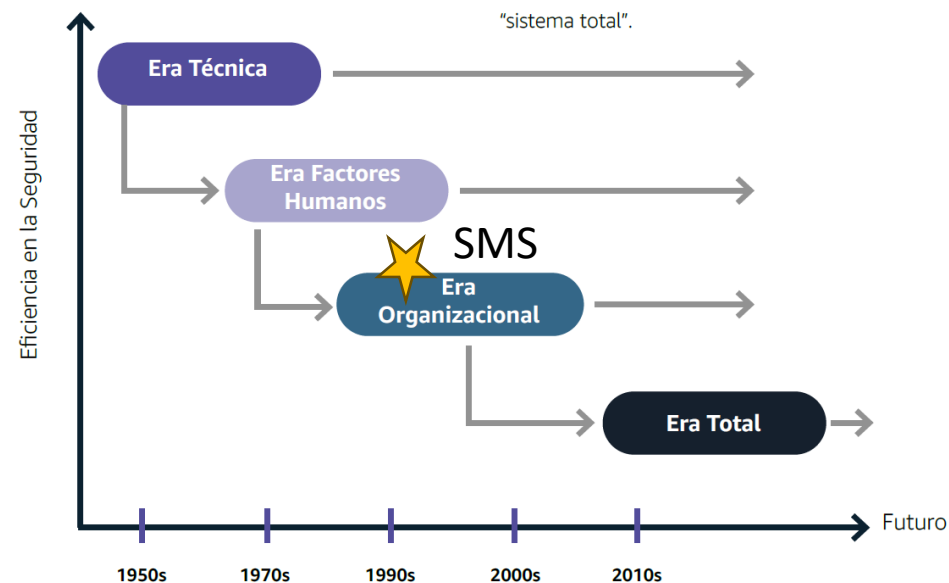 “sistema total”.
Era Técnica
Eficiencia en la Seguridad
Era Factores
Humanos
SMS
Era
Organizacional
Era Total
Futuro
1950s
1970s
1990s
2000s
2010s